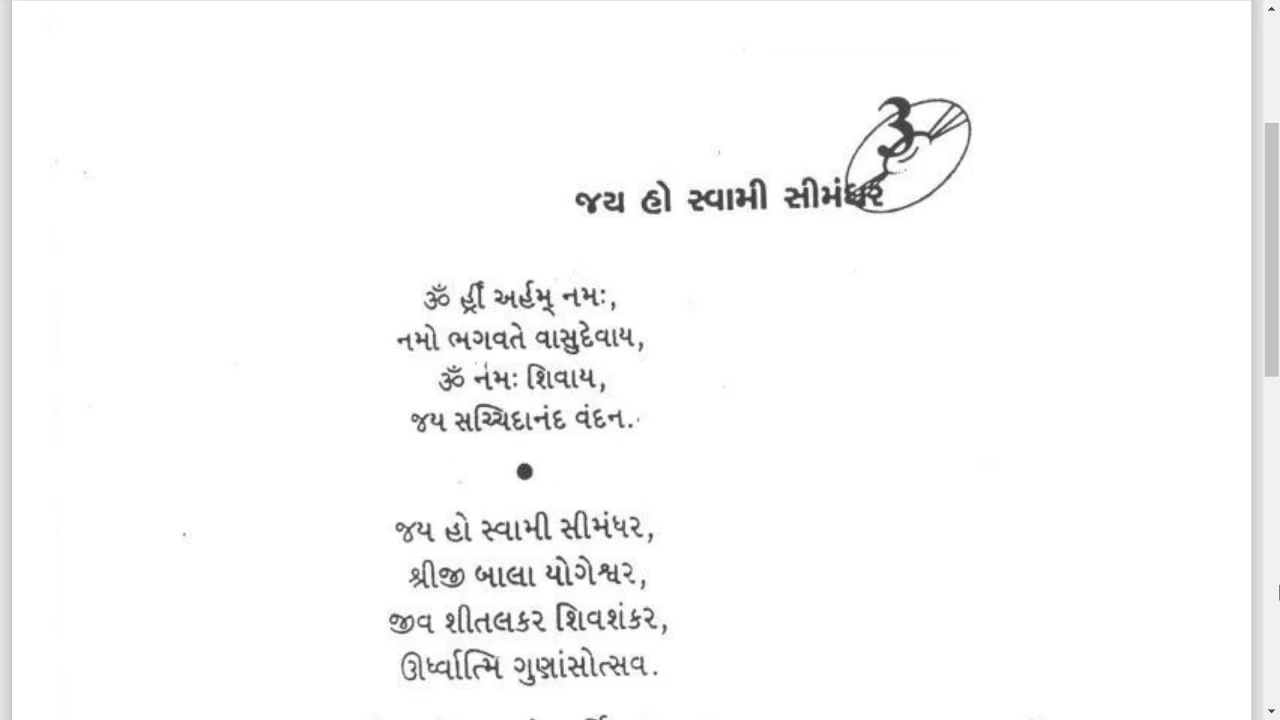 ૩
જય હો સ્વામી સીમંધર
ૐ હ્રીં અર્હમ્ નમઃ,
નમો ભગવતે વાસુદેવાય,
ૐ નમઃ શિવાય,
જય સચ્ચિદાનંદ વંદન.
જય હો સ્વામી સીમંધર,
શ્રીજી બાલા યોગેશ્વર,
જીવ શીતલકર શિવશંકર,
ઊર્ધ્વાત્મિ ગુણાંસોત્સવ.